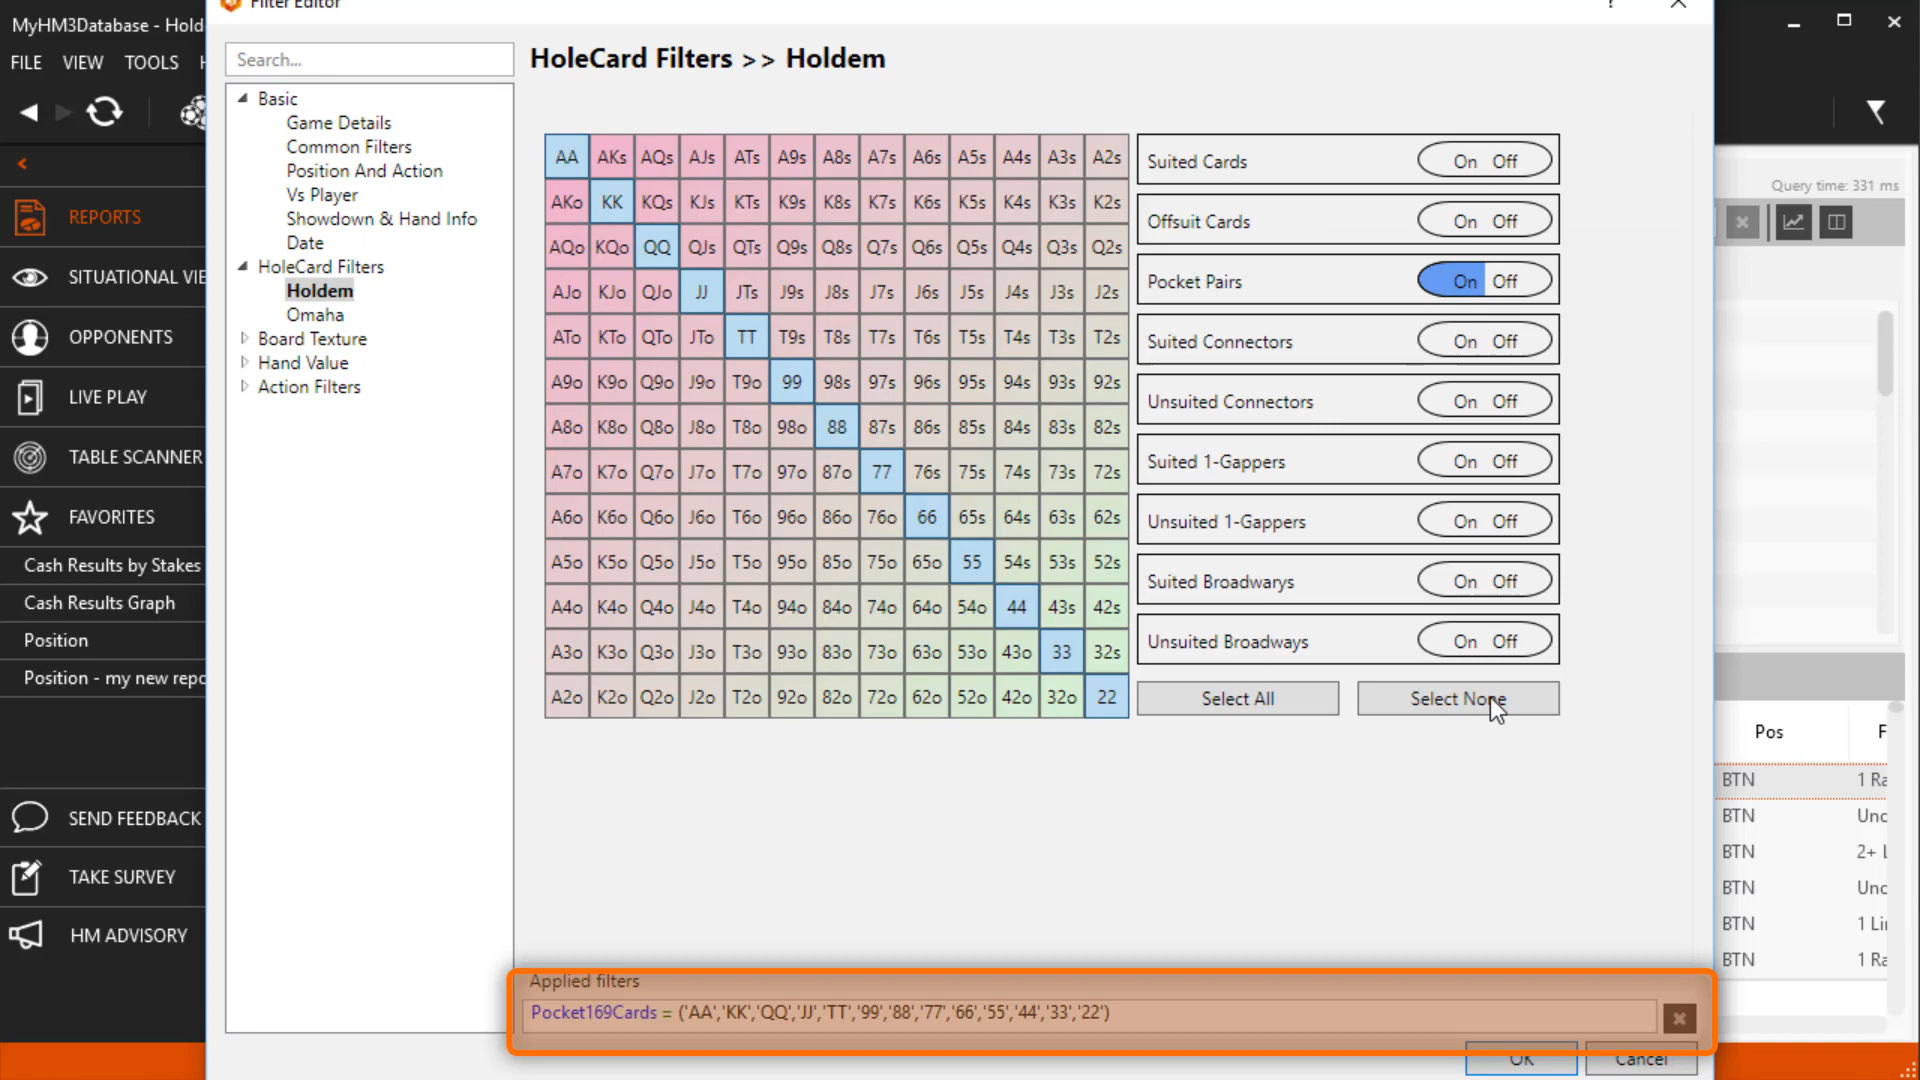 MyHM3Database - Hold
Filter Editor
?
FILE VIEW TOOLS
Search...
HoleCard Filters >> Holdem
Basic
Game Details
Common Filters
Position And Action
Vs Player
Showdown & Hand Info
Date
HoleCard Filters
Holdem
Omaha
Board Texture
Hand Value
Action Filters
<
REPORTS
SITUATIONAL VIE
OPPONENTS
LIVE PLAY
TABLE SCANNER
FAVORITES
Cash Results by Stakes
Cash Results Graph
Position
Position - my new repo
SEND FEEDBACK
TAKE SURVEY
HM ADVISORY
AA AKs AQs AJs ATs A9s A8s A7s A6s A5s A4s A3s A2s
AKo KK KQs KJs KTs K9s K8s K7s K6s K5s K4s K3s K2s
AQo KQo QQ QJs QTs Q9s Q8s Q7s Q6s Q5s Q4s Q3s Q2s
AJo KJo QJo JJ JTs J9s J8s J7s J6s J5s J4s J3s J2s
ATo KTo QTo JTo TT T9s T8s T7s T6s T5s T4s T3s T2s
A9o K9o Q9o J9o T9o 99 98s 97s 96s 95s 94s 93s 92s
A8o K8o Q8o J8o T8o 98o 88 87s 86s 85s 84s 83s 82s
A7o K7o Q7o J7o T7o 97o 87o 77 76s 75s 74s 73s 72s
A6o K6o Q6o J6o T6o 96o 86o 76o 66 65s 64s 63s 62s
A5o K5o Q5o J5o T5o 95o 85o 75o 65o 55 54s 53s 52s
A4o K4o Q4o J4o T4o 94o 84o 74o 64o 54o 44 43s 42s
A3o K3o Q3o J3o T3o 93o 83o 73o 63o 53o 43o 33 32s
A2o K2o Q2o J2o T2o 92o 82o 72o 62o 52o 42o 32o 22
Suited Cards On Off
Offsuit Cards On Off
Pocket Pairs On Off
Suited Connectors On Off
Unsuited Connectors On Off
Suited 1-Gappers On Off
Unsuited 1-Gappers On Off
Suited Broadwarys On Off
Unsuited Broadways On Off
Select All Select None
Query time: 331 ms
Pos F
BTN 1 Ra
BTN Unc
BTN 2+ L
BTN Unc
BTN 1 Li
BTN 1 Ra
Applied filters
Pocket169Cards = ('AA','KK','QQ','JJ','TT','99','88','77','66','55','44','33','22')
OK Cancel